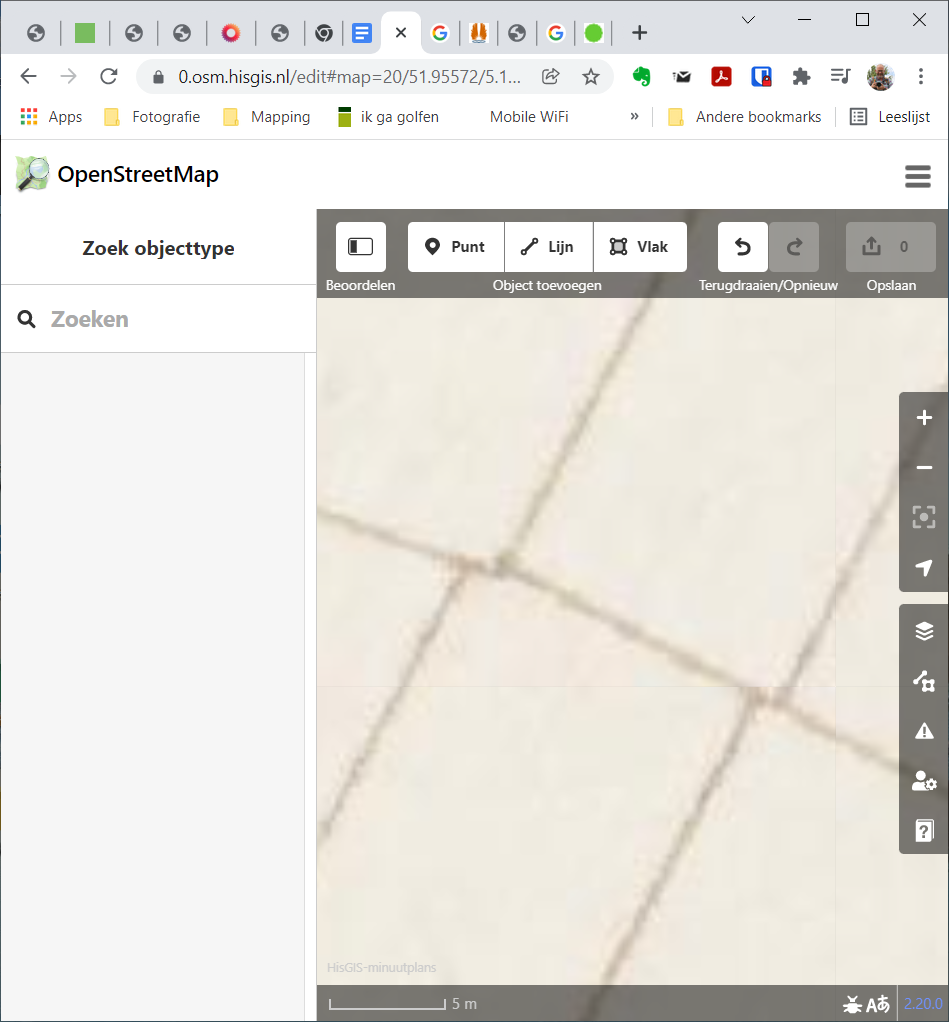 0.osm.hisgis.nl/edit#map=20/51.95572/5.1...
Apps Fotografie Mapping ik ga golfen Mobile WiFi » Andere bookmarks Leeslijst
OpenStreetMap
Zoek objecttype
Punt Lijn Vlak 0
Beoordelen Object toevoegen Terugdraaien/Opnieuw Opslaan
Zoeken
HisGIS-minuutplans
5 m 2.20.0